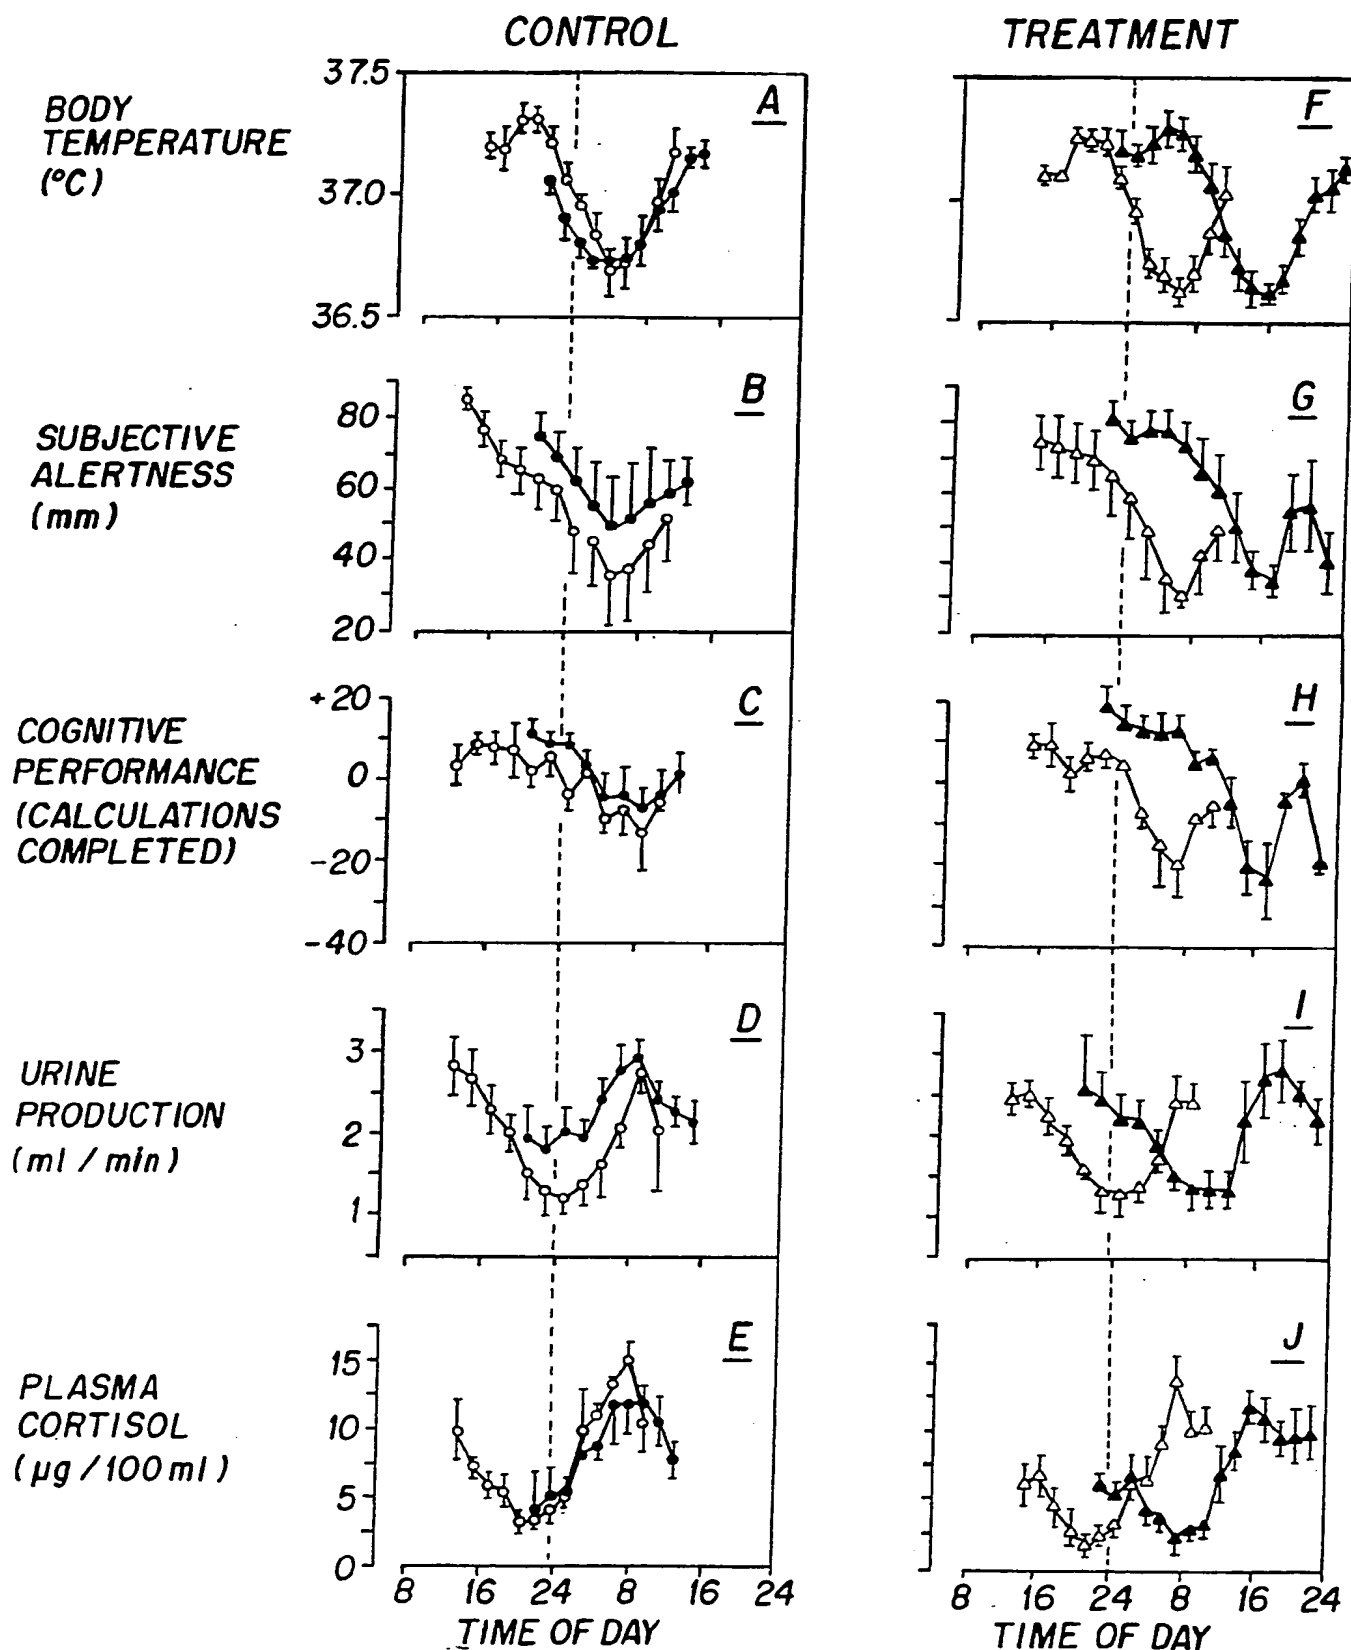 CONTROL
TREATMENT
BODY
TEMPERATURE
(°C)
37.5
37.0
36.5
A
F
SUBJECTIVE
ALERTNESS
(mm)
80
60
40
20
B
G
COGNITIVE
PERFORMANCE
(CALCULATIONS
COMPLETED)
+20
0
-20
-40
C
H
URINE
PRODUCTION
(ml / min)
3
2
1
D
I
PLASMA
CORTISOL
(µg / 100 ml)
15
10
5
0
E
J
8 16 24 8 16 24
TIME OF DAY
8 16 24 8 16 24
TIME OF DAY